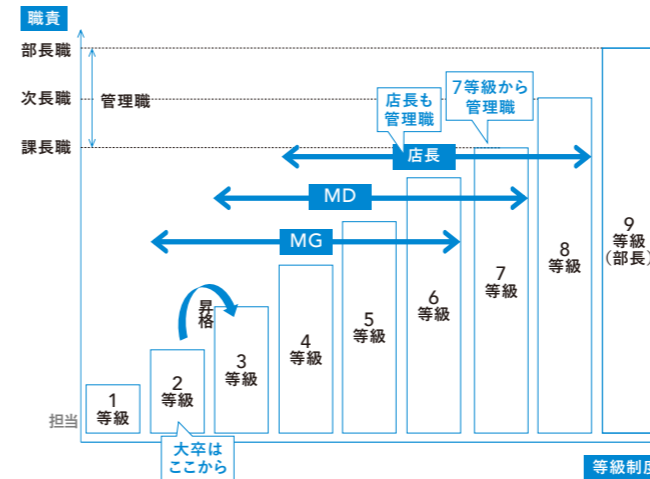 職責
部長職
次長職
課長職
管理職
店長も
管理職
7等級から
管理職
店長
MD
MG
昇格
1
等級
2
等級
3
等級
4
等級
5
等級
6
等級
7
等級
8
等級
9
等級
(部長)
担当
大卒は
ここから
等級制度